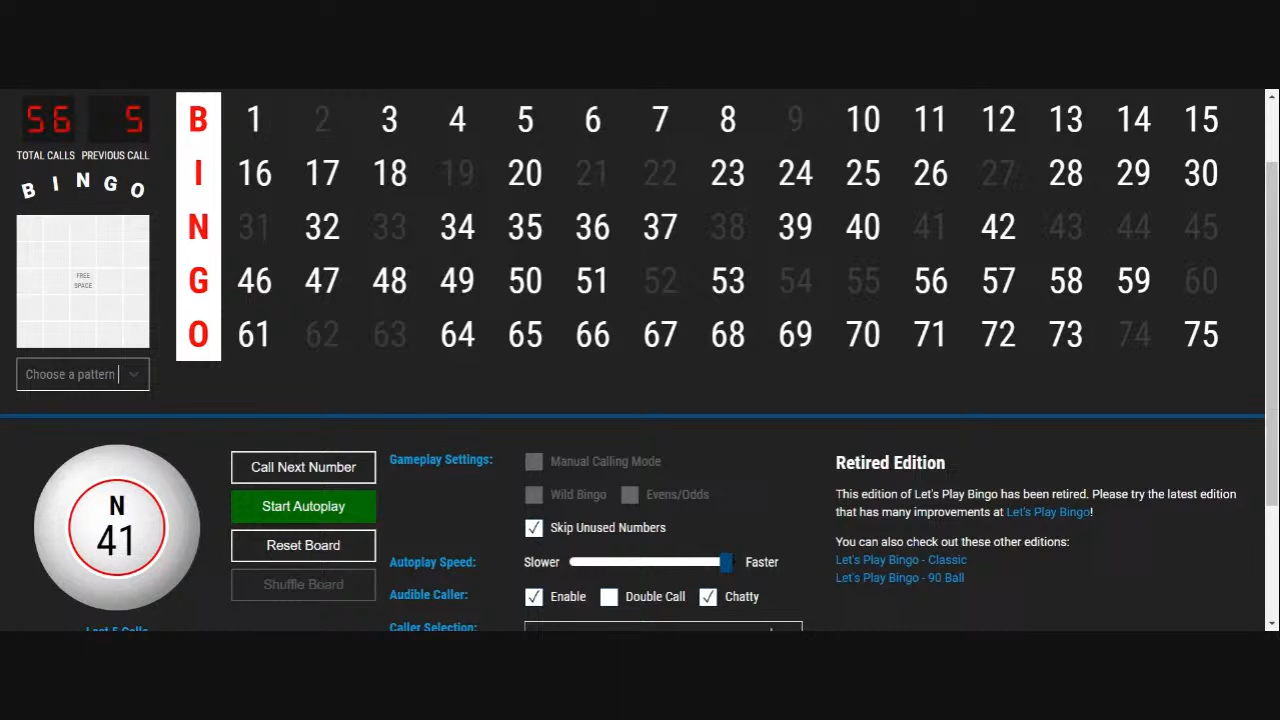 56 5
TOTAL CALLS PREVIOUS CALL
B I N G O
FREE
SPACE
Choose a pattern
B 1 2 3 4 5 6 7 8 9 10 11 12 13 14 15
I 16 17 18 19 20 21 22 23 24 25 26 27 28 29 30
N 31 32 33 34 35 36 37 38 39 40 41 42 43 44 45
G 46 47 48 49 50 51 52 53 54 55 56 57 58 59 60
O 61 62 63 64 65 66 67 68 69 70 71 72 73 74 75
N
41
Last 5 Calls
Call Next Number
Start Autoplay
Reset Board
Shuffle Board
Gameplay Settings:
Manual Calling Mode
Wild Bingo Evens/Odds
Skip Unused Numbers
Autoplay Speed: Slower Faster
Audible Caller: Enable Double Call Chatty
Caller Selection:
Retired Edition
This edition of Let's Play Bingo has been retired. Please try the latest edition
that has many improvements at Let's Play Bingo!
You can also check out these other editions:
Let's Play Bingo - Classic
Let's Play Bingo - 90 Ball